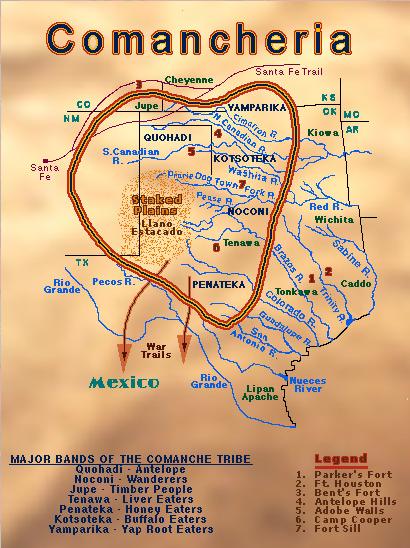 Comancheria
Santa Fe Trail
Cheyenne
3
CO
Jupe
YAMPARIKA
KS
NM
OK
MO
Cimarron R.
AR
QUOHADI
4
N. Canadian R.
Kiowa
5
S. Canadian
R.
KOTSOTEKA
Santa
Fe
Washita R.
Prairie Dog Town Fork R.
7
Pease R.
Staked
Plains
NOCONI
Red R.
Llano
Estacado
Wichita
6
Tenawa
Sabine R.
TX
Brazos R.
Rio
Grande
Pecos R.
PENATEKA
1
2
Tonkawa
Trinity R.
Caddo
Colorado R.
Guadalupe R.
San
Antonio R.
War
Trails
Mexico
Rio
Grande
Nueces
River
Lipan
Apache
MAJOR BANDS OF THE COMANCHE TRIBE
Quohadi - Antelope
Noconi - Wanderers
Jupe - Timber People
Tenawa - Liver Eaters
Penateka - Honey Eaters
Kotsoteka - Buffalo Eaters
Yamparika - Yap Root Eaters
Legend
1. Parker's Fort
2. Ft. Houston
3. Bent's Fort
4. Antelope Hills
5. Adobe Walls
6. Camp Cooper
7. Fort Sill